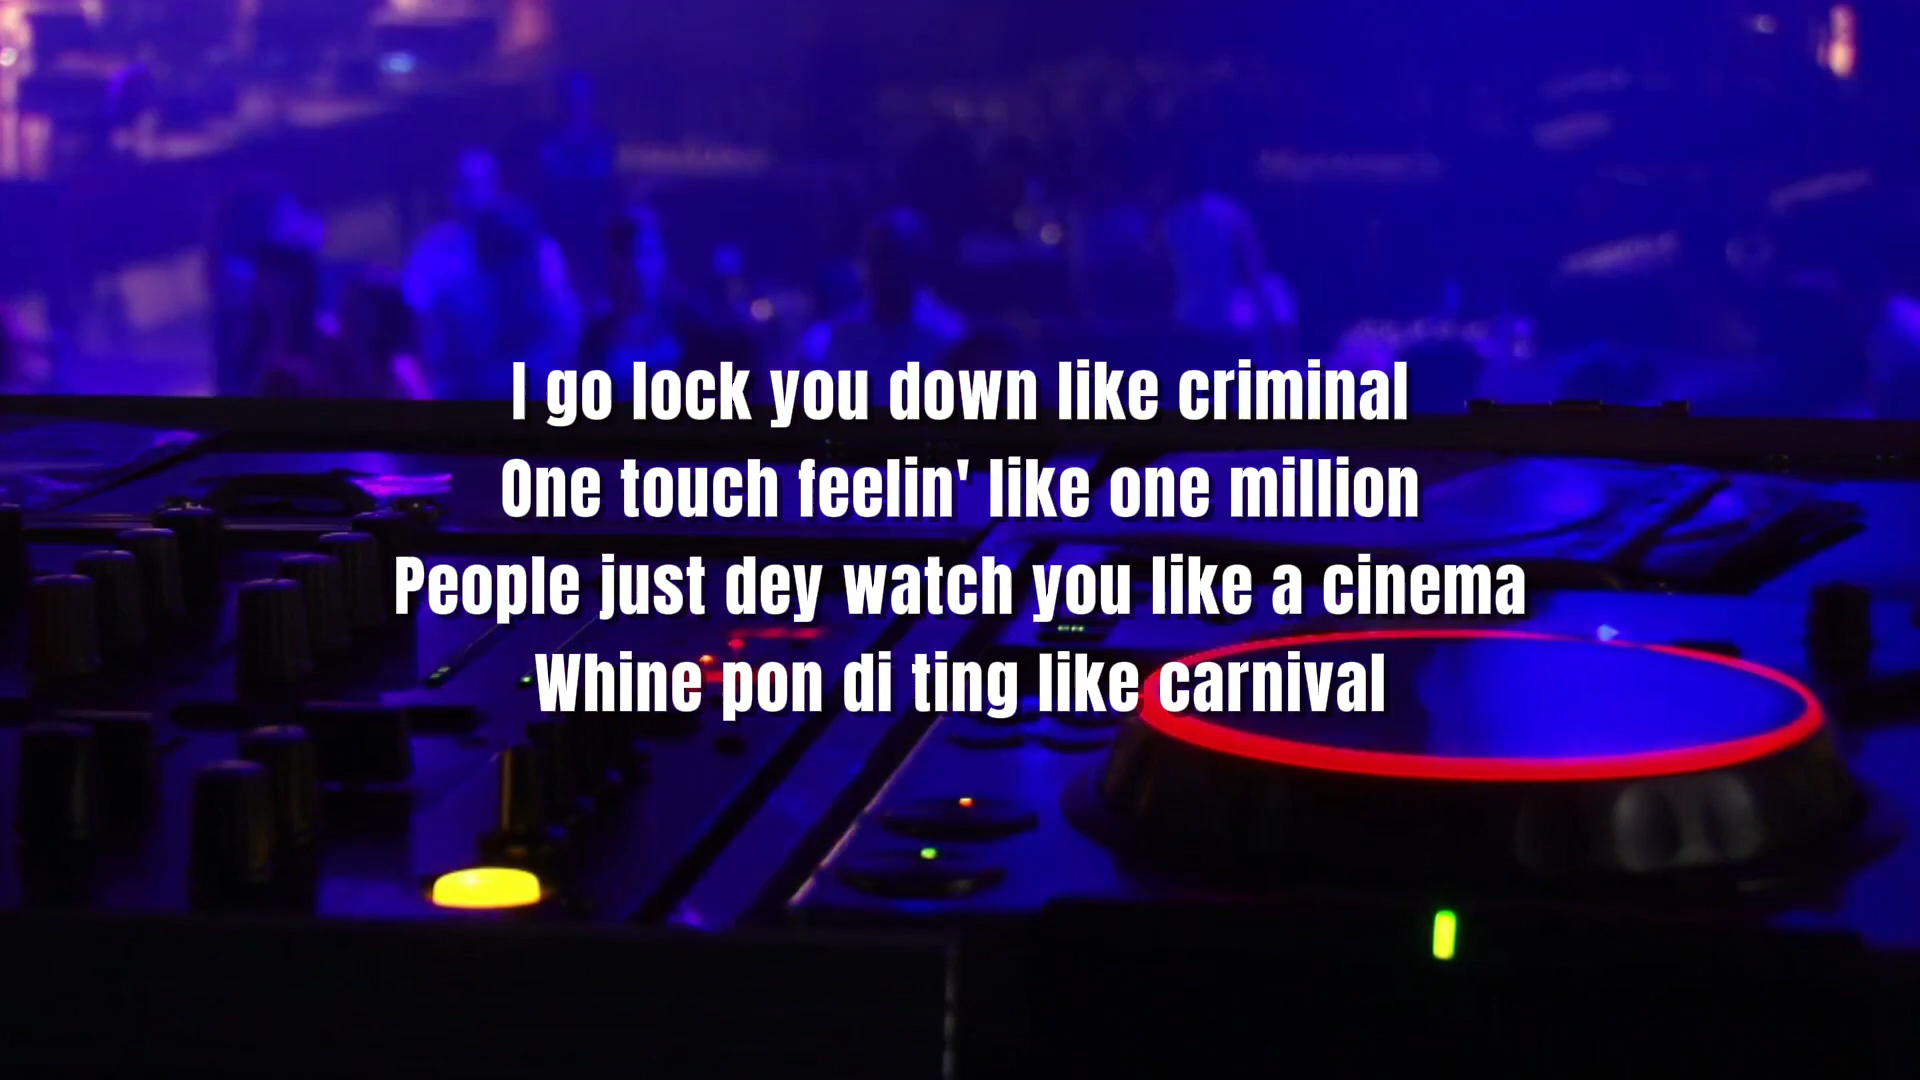 I go lock you down like criminal
One touch feelin' like one million
People just dey watch you like a cinema
Whine pon di ting like carnival